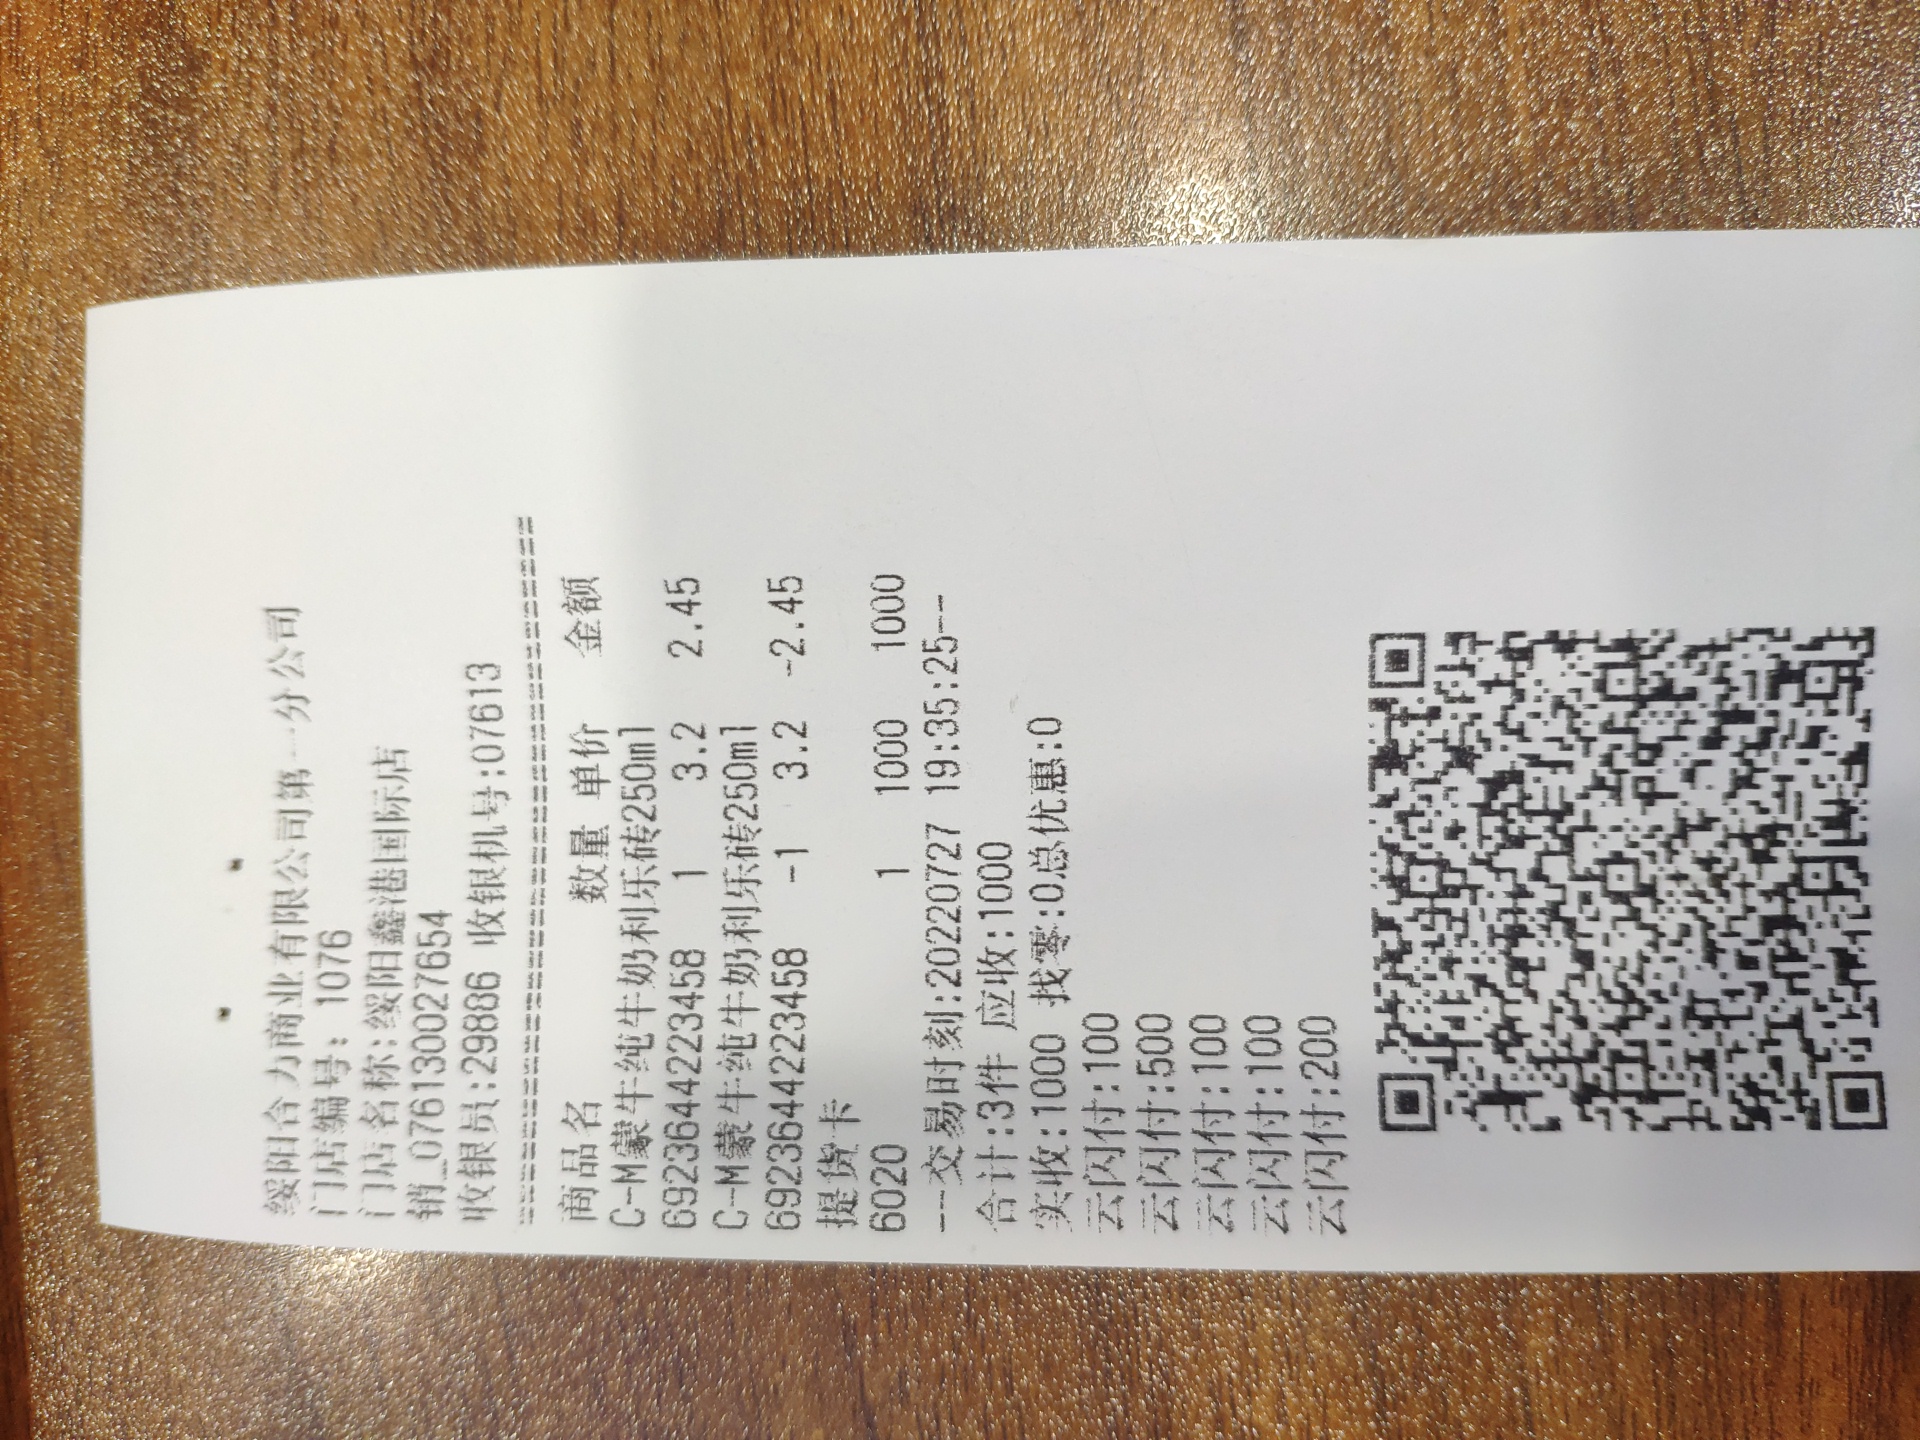 绥阳合力商业有限公司第一分公司
门店编号: 1076
门店名称:绥阳鑫港国际店
销_0761300276​54
收银员:29886 收银机号:07613
================================
商品名 数量 单价 金额
C-M蒙牛纯牛奶利乐砖250ml
6923644223458 1 3.2 2.45
C-M蒙牛纯牛奶利乐砖250ml
6923644223458 -1 3.2 -2.45
提货卡
6020 1 1000 1000
---交易时刻:20220727 19:35:25--
合计:3件 应收:1000
实收:1000 找零:0总优惠:0
云闪付:100
云闪付:500
云闪付:100
云闪付:100
云闪付:200